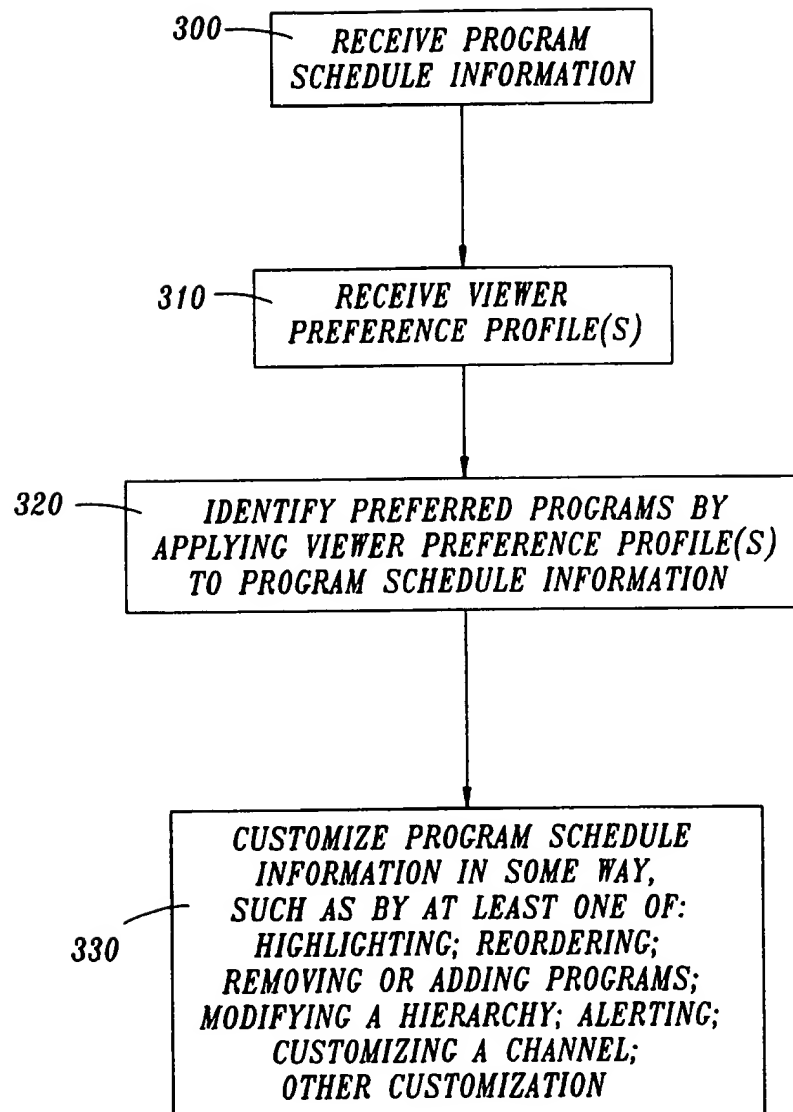 300
RECEIVE PROGRAM
SCHEDULE INFORMATION
310
RECEIVE VIEWER
PREFERENCE PROFILE(S)
320
IDENTIFY PREFERRED PROGRAMS BY
APPLYING VIEWER PREFERENCE PROFILE(S)
TO PROGRAM SCHEDULE INFORMATION
330
CUSTOMIZE PROGRAM SCHEDULE
INFORMATION IN SOME WAY,
SUCH AS BY AT LEAST ONE OF:
HIGHLIGHTING; REORDERING;
REMOVING OR ADDING PROGRAMS;
MODIFYING A HIERARCHY; ALERTING;
CUSTOMIZING A CHANNEL;
OTHER CUSTOMIZATION